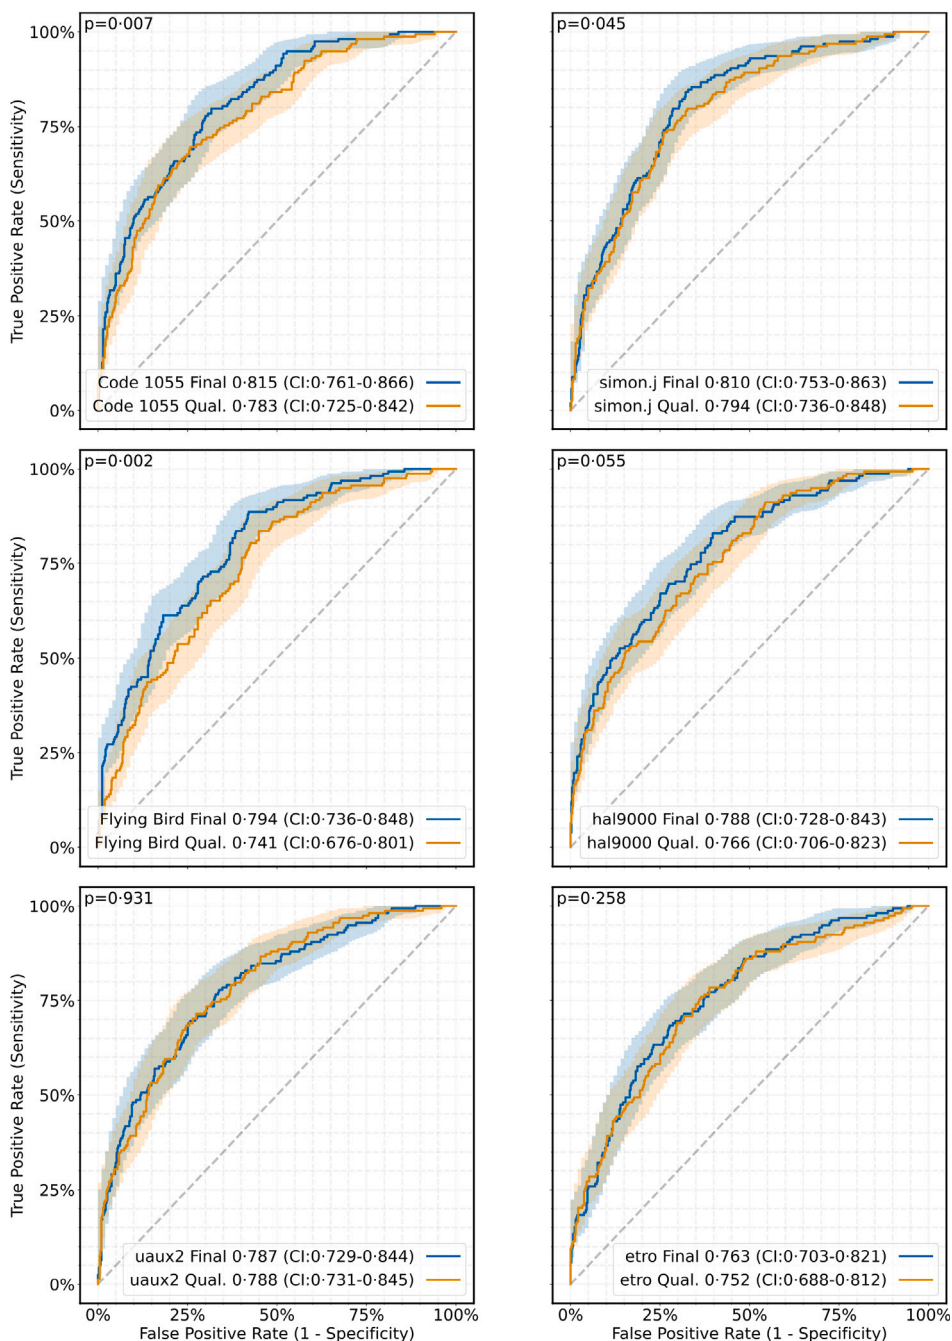 p=0·007
100%
75%
50%
25%
0%
True Positive Rate (Sensitivity)
Code 1055 Final 0·815 (CI:0·761-0·866)
Code 1055 Qual. 0·783 (CI:0·725-0·842)
p=0·045
simon.j Final 0·810 (CI:0·753-0·863)
simon.j Qual. 0·794 (CI:0·736-0·848)
p=0·002
100%
75%
50%
25%
0%
True Positive Rate (Sensitivity)
Flying Bird Final 0·794 (CI:0·736-0·848)
Flying Bird Qual. 0·741 (CI:0·676-0·801)
p=0·055
hal9000 Final 0·788 (CI:0·728-0·843)
hal9000 Qual. 0·766 (CI:0·706-0·823)
p=0·931
100%
75%
50%
25%
0%
True Positive Rate (Sensitivity)
uaux2 Final 0·787 (CI:0·729-0·844)
uaux2 Qual. 0·788 (CI:0·731-0·845)
0% 25% 50% 75% 100%
False Positive Rate (1 - Specificity)
p=0·258
etro Final 0·763 (CI:0·703-0·821)
etro Qual. 0·752 (CI:0·688-0·812)
0% 25% 50% 75% 100%
False Positive Rate (1 - Specificity)